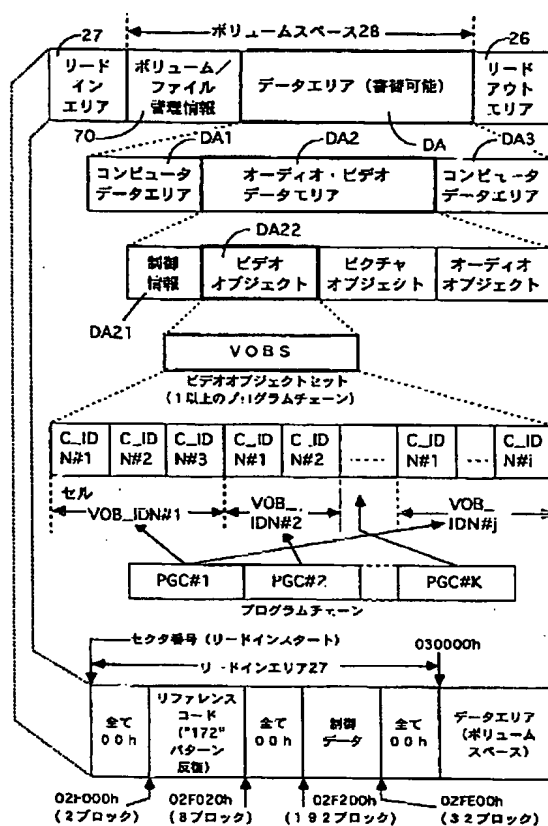 27
ボリュームスペース28
26
リード
イン
エリア
ボリューム/
ファイル
管理情報
データエリア (書替可能)
リード
アウト
エリア
70
DA1
DA2
DA
DA3
コンピュータ
データエリア
オーディオ・ビデオ
データエリア
コンピュータ
データエリア
DA22
制御
情報
ビデオ
オブジェクト
ピクチャ
オブジェクト
オーディオ
オブジェクト
DA21
VOBS
ビデオオブジェクトセット
(1以上のプログラムチェーン)
C_ID
N#1
C_ID
N#2
C_ID
N#3
C_ID
N#1
C_ID
N#2
......
C_ID
N#1
...
C_ID
N#i
セル
VOB_IDN#1
VOB_
IDN#2
VOB_
IDN#j
PGC#1
PGC#2
PGC#K
プログラムチェーン
セクタ番号 (リードインスタート)
030000h
リードインエリア27
全て
00h
リファレンス
コード
("172"
パターン
反復)
全て
00h
制御
データ
全て
00h
データエリア
(ボリューム
スペース)
02F000h
(2ブロック)
02F020h
(8ブロック)
02F200h
(192ブロック)
02FE00h
(32ブロック)